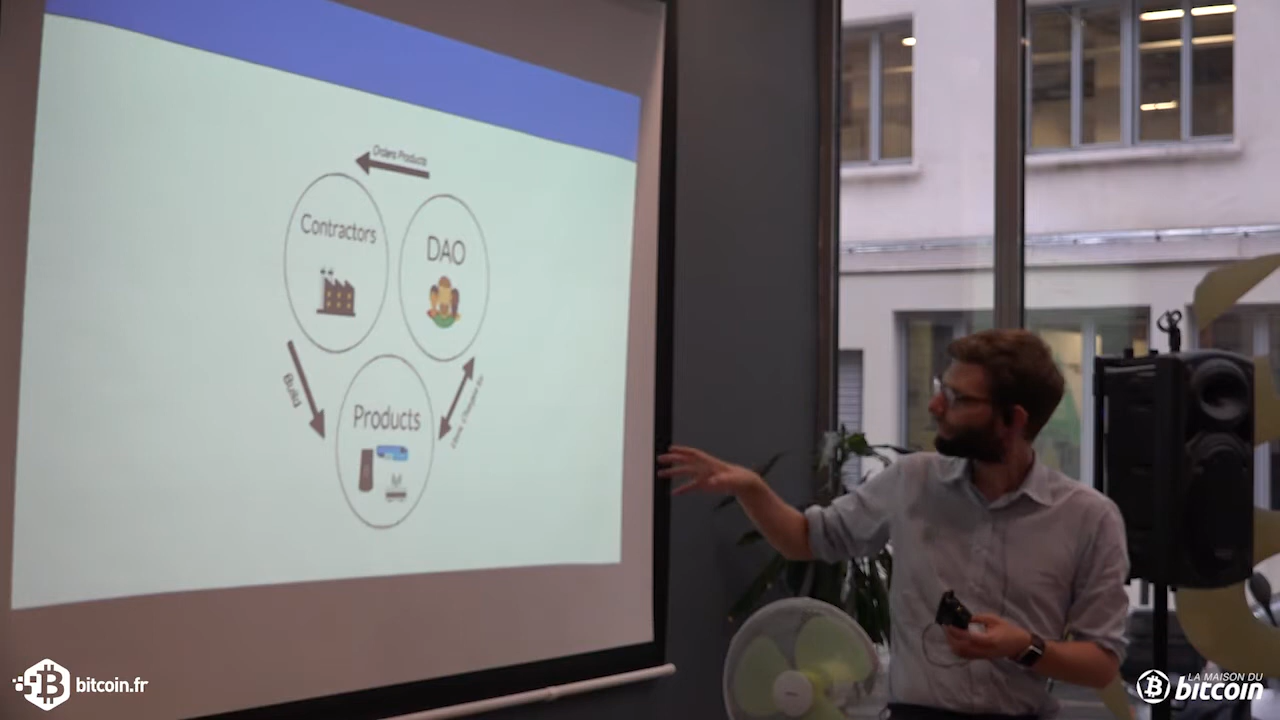 Orders Products
Contractors
DAO
Build
Products
bitcoin.fr
LA MAISON DU
bitcoin